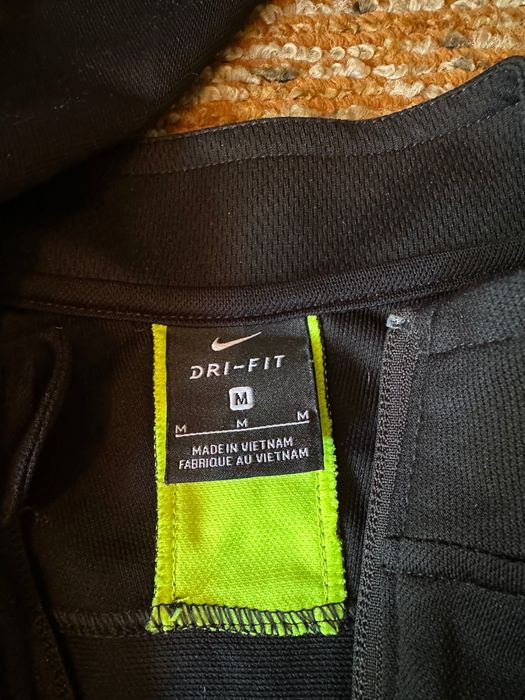 DRI-FIT
M
M M M
MADE IN VIETNAM
FABRIQUE AU VIETNAM